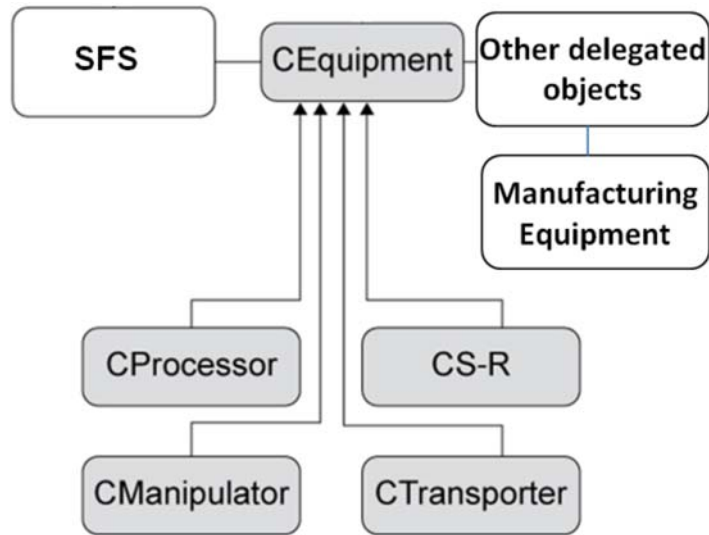 SFS
CEquipment
Other delegated
objects
Manufacturing
Equipment
CProcessor
CS-R
CManipulator
CTransporter